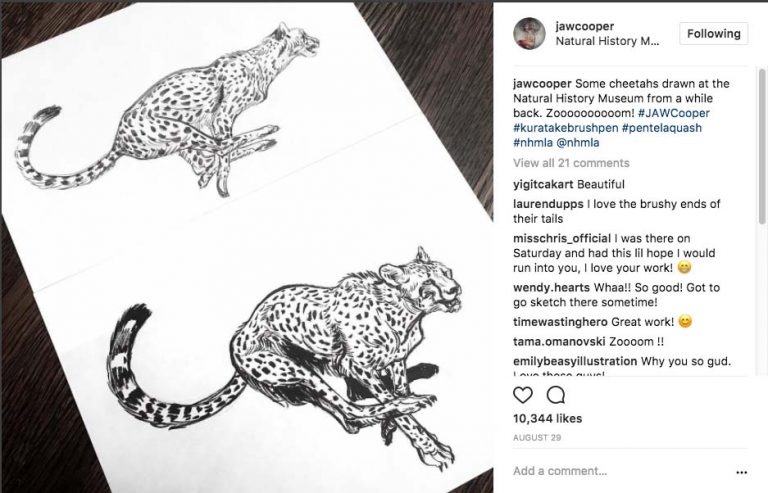 jawcooper
Natural History M...
Following
jawcooper Some cheetahs drawn at the
Natural History Museum from a while
back. Zoooooooooom! #JAWCooper
#kuratakebrushpen #pentelaquash
#nhmla @nhmla
View all 21 comments
yigitcakart Beautiful
laurendupps I love the brushy ends of
their tails
misschris_official I was there on
Saturday and had this lil hope I would
run into you, I love your work! 😁
wendy.hearts Whaa!! So good! Got to
go sketch there sometime!
timewastinghero Great work! 😊
tama.omanovski Zoooom !!
emilybeasyillustration Why you so gud.
Love these guys!
10,344 likes
AUGUST 29
Add a comment...